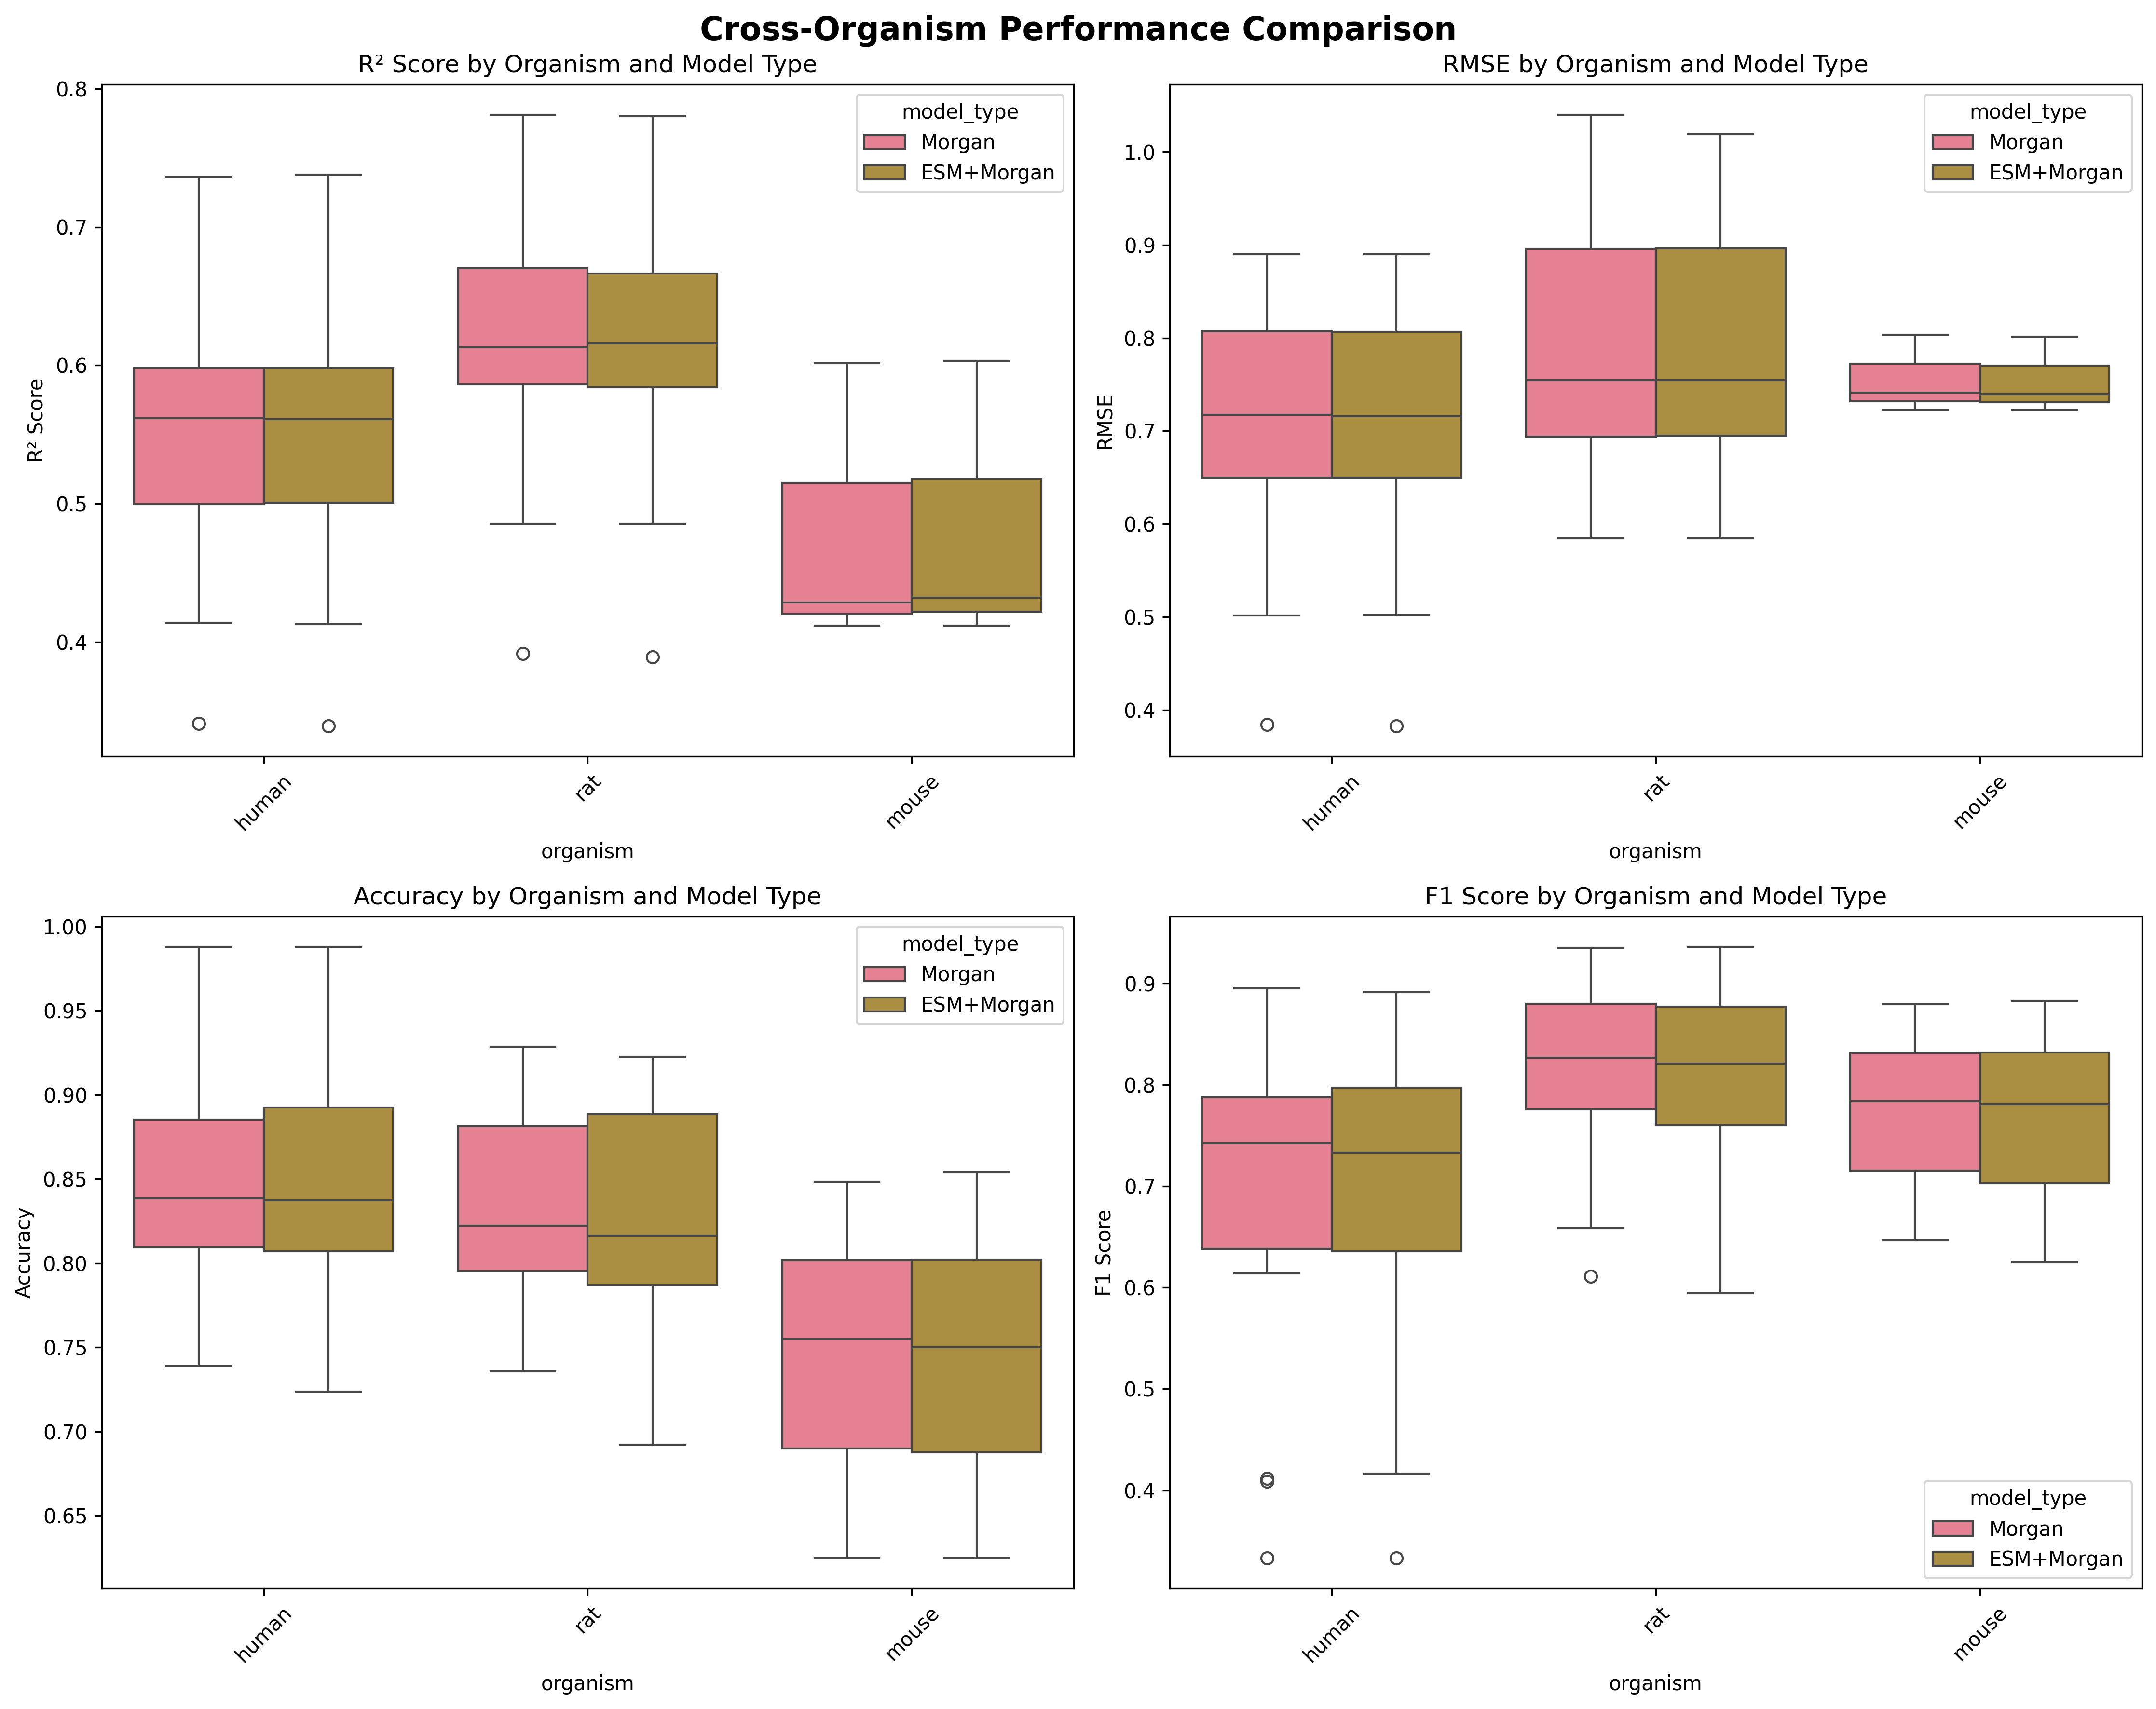 Cross-Organism Performance Comparison
R² Score by Organism and Model Type
0.8
0.7
0.6
0.5
0.4
R² Score
human
rat
mouse
organism
model_type
Morgan
ESM+Morgan
RMSE by Organism and Model Type
1.0
0.9
0.8
0.7
0.6
0.5
0.4
RMSE
human
rat
mouse
organism
model_type
Morgan
ESM+Morgan
Accuracy by Organism and Model Type
1.00
0.95
0.90
0.85
0.80
0.75
0.70
0.65
Accuracy
human
rat
mouse
organism
model_type
Morgan
ESM+Morgan
F1 Score by Organism and Model Type
0.9
0.8
0.7
0.6
0.5
0.4
F1 Score
human
rat
mouse
organism
model_type
Morgan
ESM+Morgan